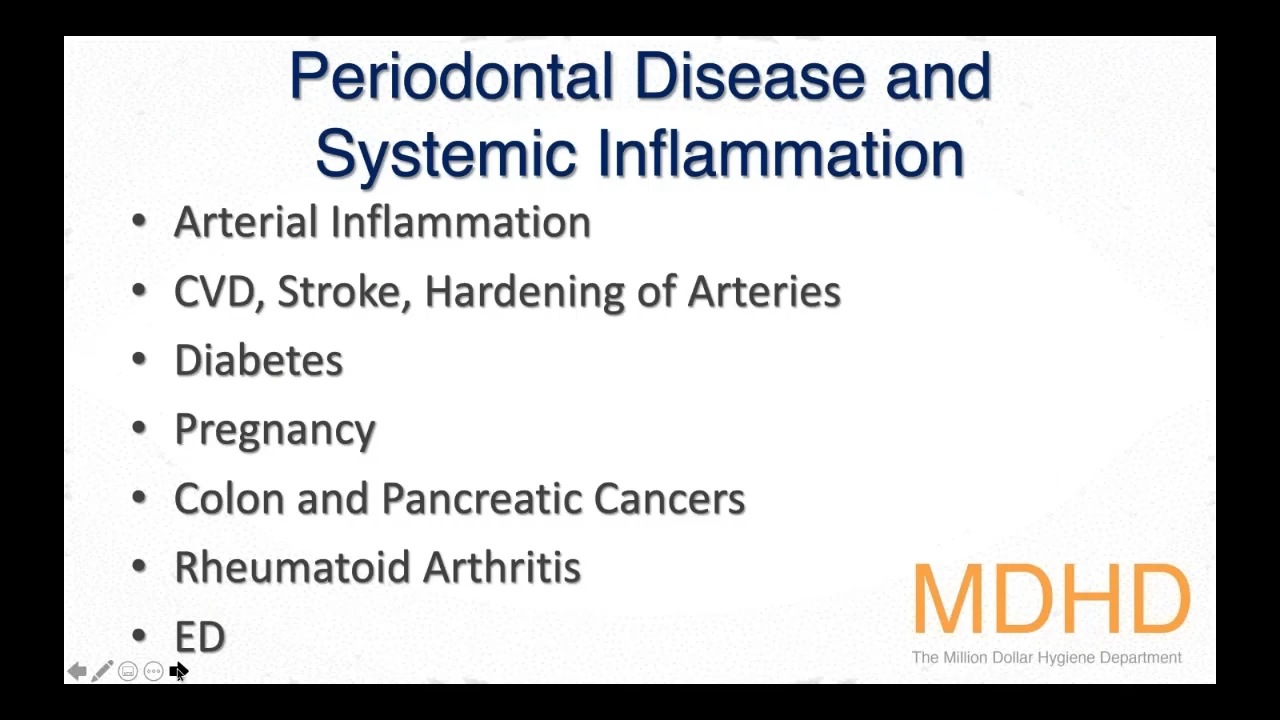 Periodontal Disease and
Systemic Inflammation
• Arterial Inflammation
• CVD, Stroke, Hardening of Arteries
• Diabetes
• Pregnancy
• Colon and Pancreatic Cancers
• Rheumatoid Arthritis
• ED
MDHD
The Million Dollar Hygiene Department